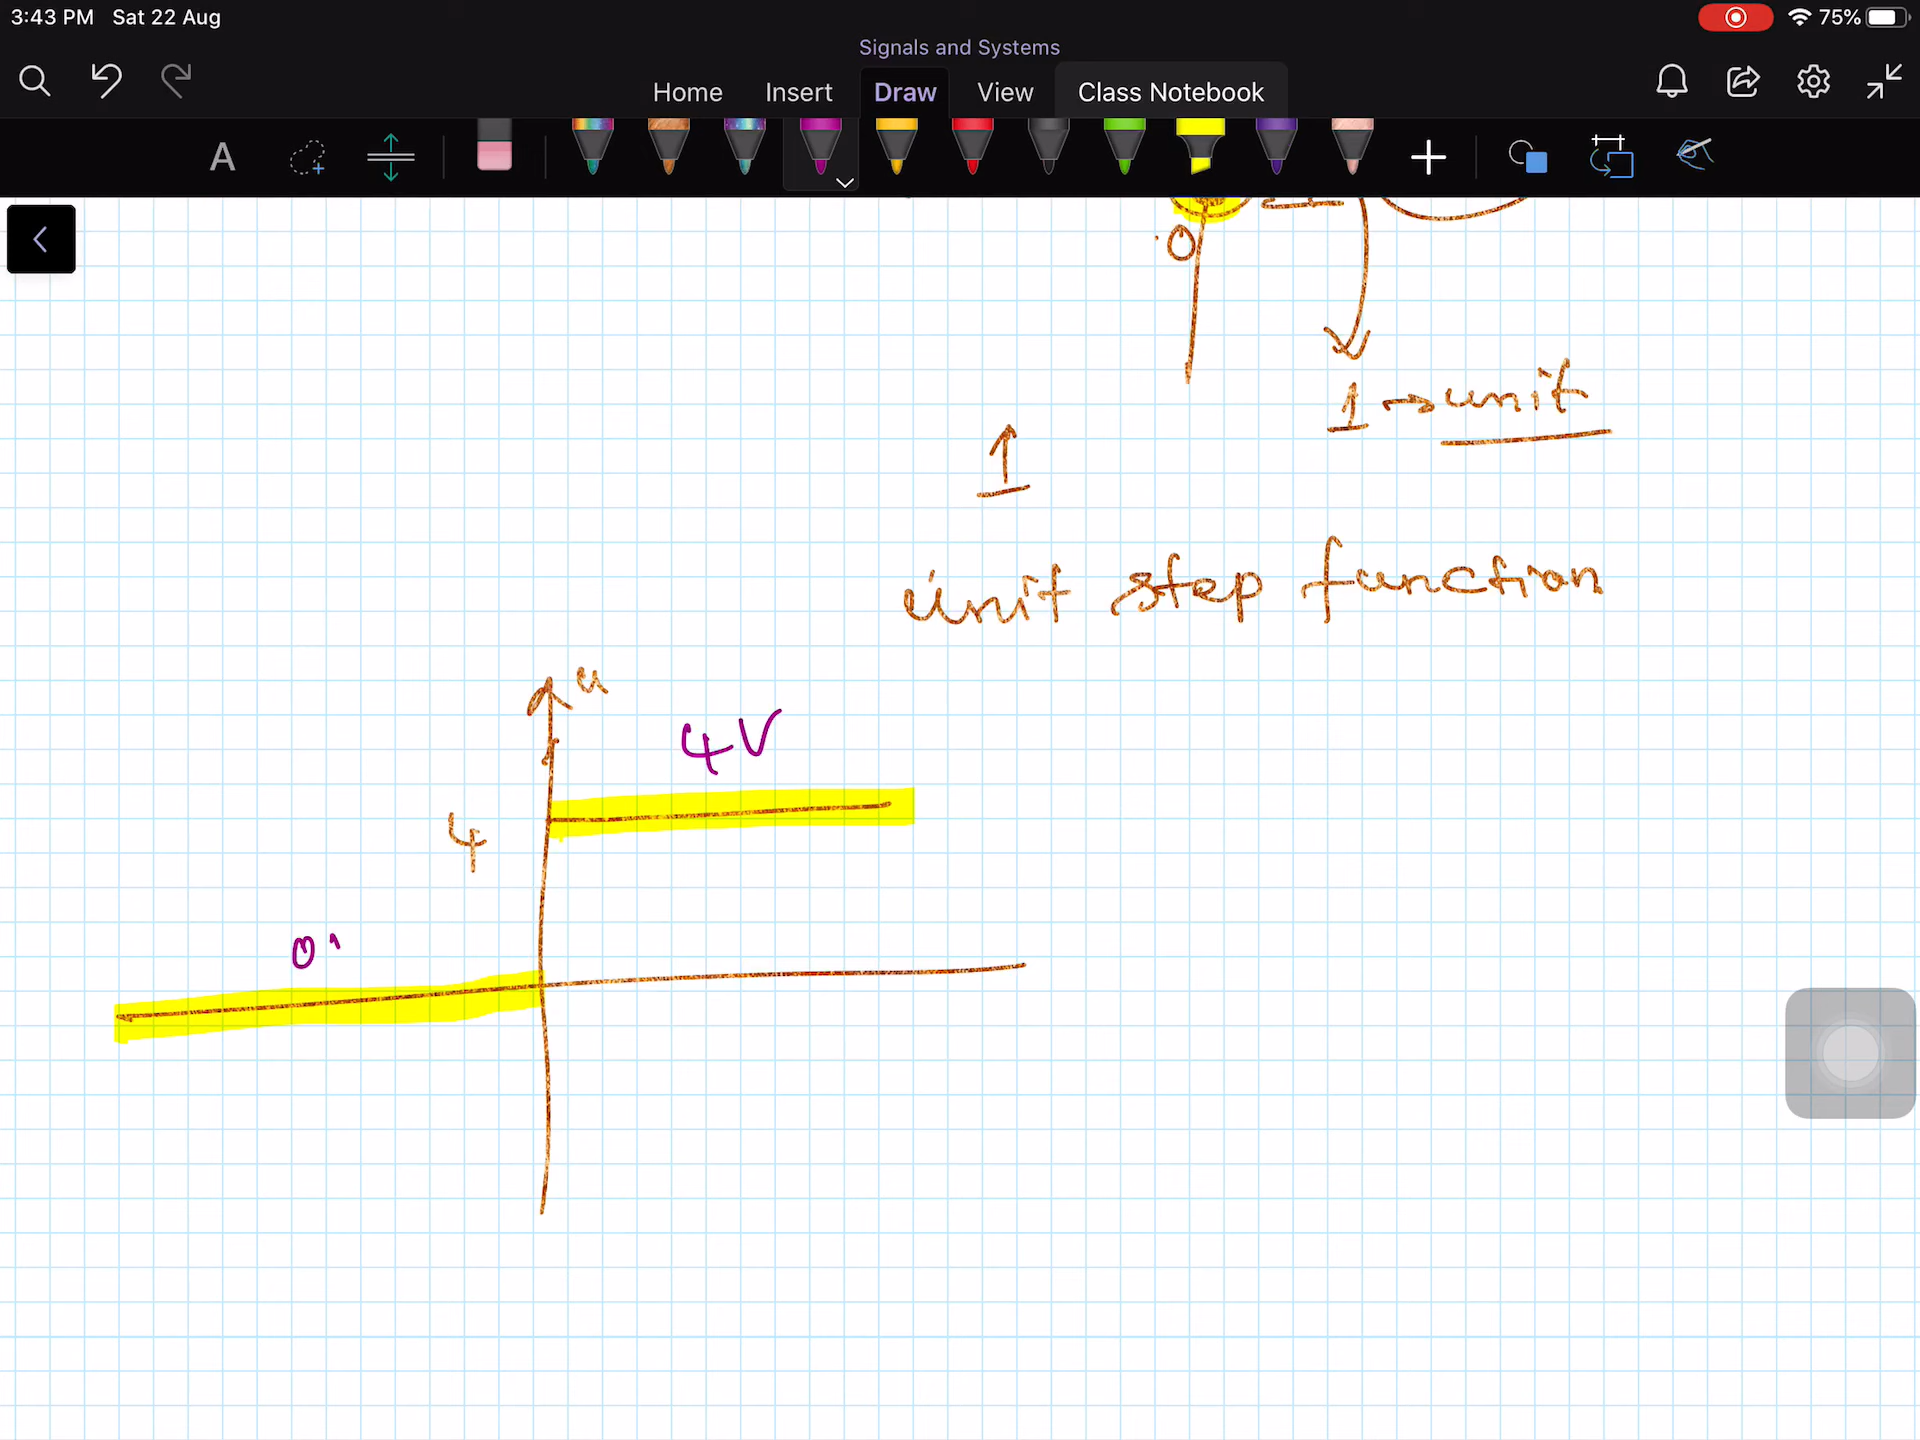 3:43 PM Sat 22 Aug
75%
Signals and Systems
Home Insert Draw View Class Notebook
A
0
1 → unit
1
unit step function
u
4V
4
0